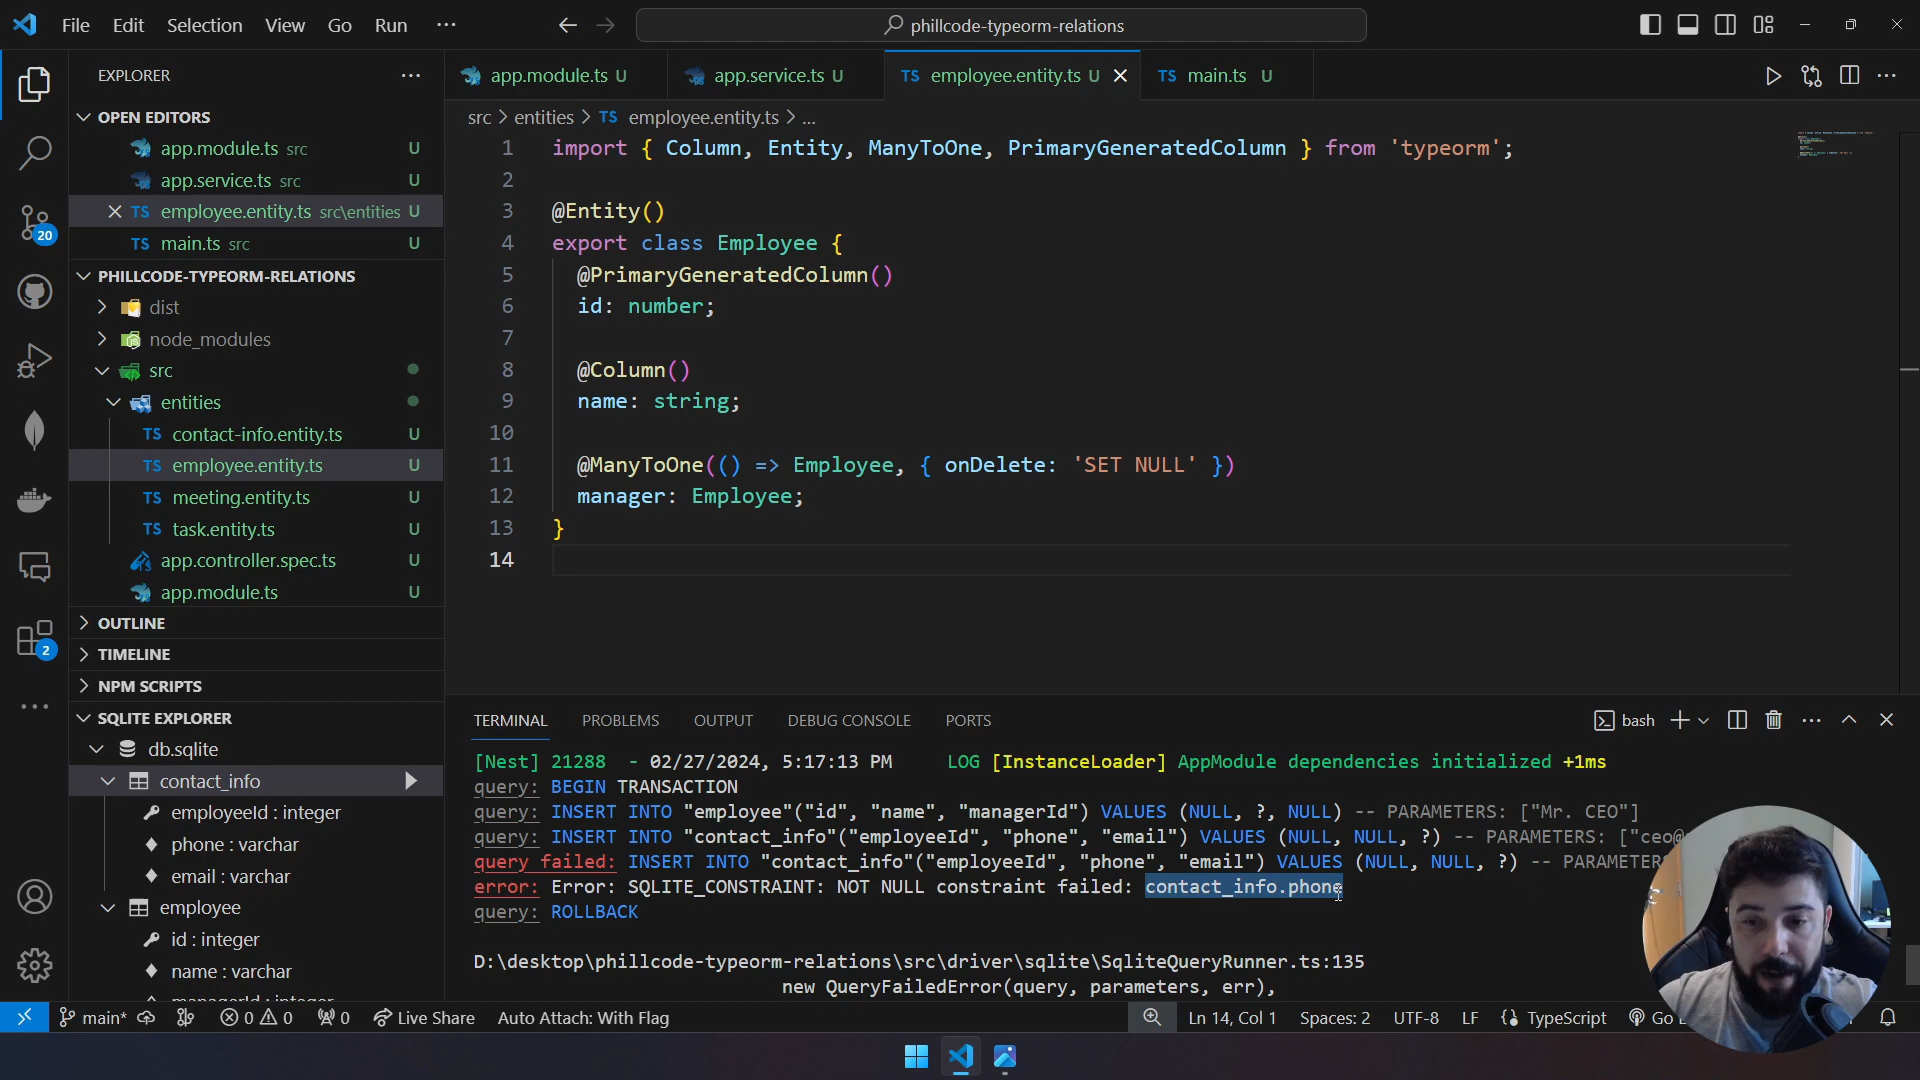 File Edit Selection View Go Run ··· phillcode-typeorm-relations
EXPLORER ···
OPEN EDITORS
app.module.ts src U
app.service.ts src U
employee.entity.ts src\entities U
main.ts src U
PHILLCODE-TYPEORM-RELATIONS
dist
node_modules
src
entities
TS contact-info.entity.ts U
TS employee.entity.ts U
TS meeting.entity.ts U
TS task.entity.ts U
app.controller.spec.ts U
app.module.ts U
OUTLINE
TIMELINE
NPM SCRIPTS
SQLITE EXPLORER
db.sqlite
contact_info
employeeId : integer
phone : varchar
email : varchar
employee
id : integer
name : varchar
managerId : integer
20
2
app.module.ts U app.service.ts U TS employee.entity.ts U TS main.ts U
src > entities > TS employee.entity.ts > ...
1 import { Column, Entity, ManyToOne, PrimaryGeneratedColumn } from 'typeorm';
2
3 @Entity()
4 export class Employee {
5 @PrimaryGeneratedColumn()
6 id: number;
7
8 @Column()
9 name: string;
10
11 @ManyToOne(() => Employee, { onDelete: 'SET NULL' })
12 manager: Employee;
13 }
14
TERMINAL PROBLEMS OUTPUT DEBUG CONSOLE PORTS bash
[Nest] 21288 - 02/27/2024, 5:17:13 PM LOG [InstanceLoader] AppModule dependencies initialized +1ms
query: BEGIN TRANSACTION
query: INSERT INTO "employee"("id", "name", "managerId") VALUES (NULL, ?, NULL) -- PARAMETERS: ["Mr. CEO"]
query: INSERT INTO "contact_info"("employeeId", "phone", "email") VALUES (NULL, NULL, ?) -- PARAMETERS: ["ceo@
query failed: INSERT INTO "contact_info"("employeeId", "phone", "email") VALUES (NULL, NULL, ?) -- PARAMETERS
error: Error: SQLITE_CONSTRAINT: NOT NULL constraint failed: contact_info.phone
query: ROLLBACK
D:\desktop\phillcode-typeorm-relations\src\driver\sqlite\SqliteQueryRunner.ts:135
new QueryFailedError(query, parameters, err),
main* 0 0 0 Live Share Auto Attach: With Flag Ln 14, Col 1 Spaces: 2 UTF-8 LF TypeScript Go